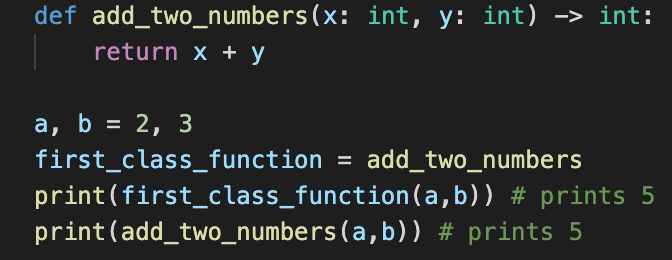 def add_two_numbers(x: int, y: int) -> int:
    return x + y

a, b = 2, 3
first_class_function = add_two_numbers
print(first_class_function(a,b)) # prints 5
print(add_two_numbers(a,b)) # prints 5